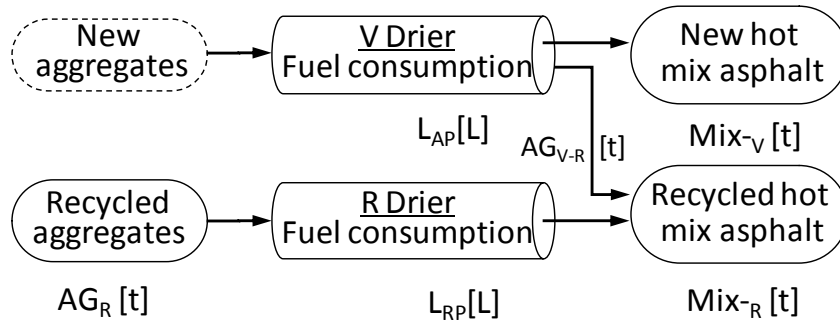 New
aggregates
V Drier
Fuel consumption
New hot
mix asphalt
L_AP[L]
AG_V-R [t]
Mix-_V [t]
Recycled
aggregates
R Drier
Fuel consumption
Recycled hot
mix asphalt
AG_R [t]
L_RP[L]
Mix-_R [t]